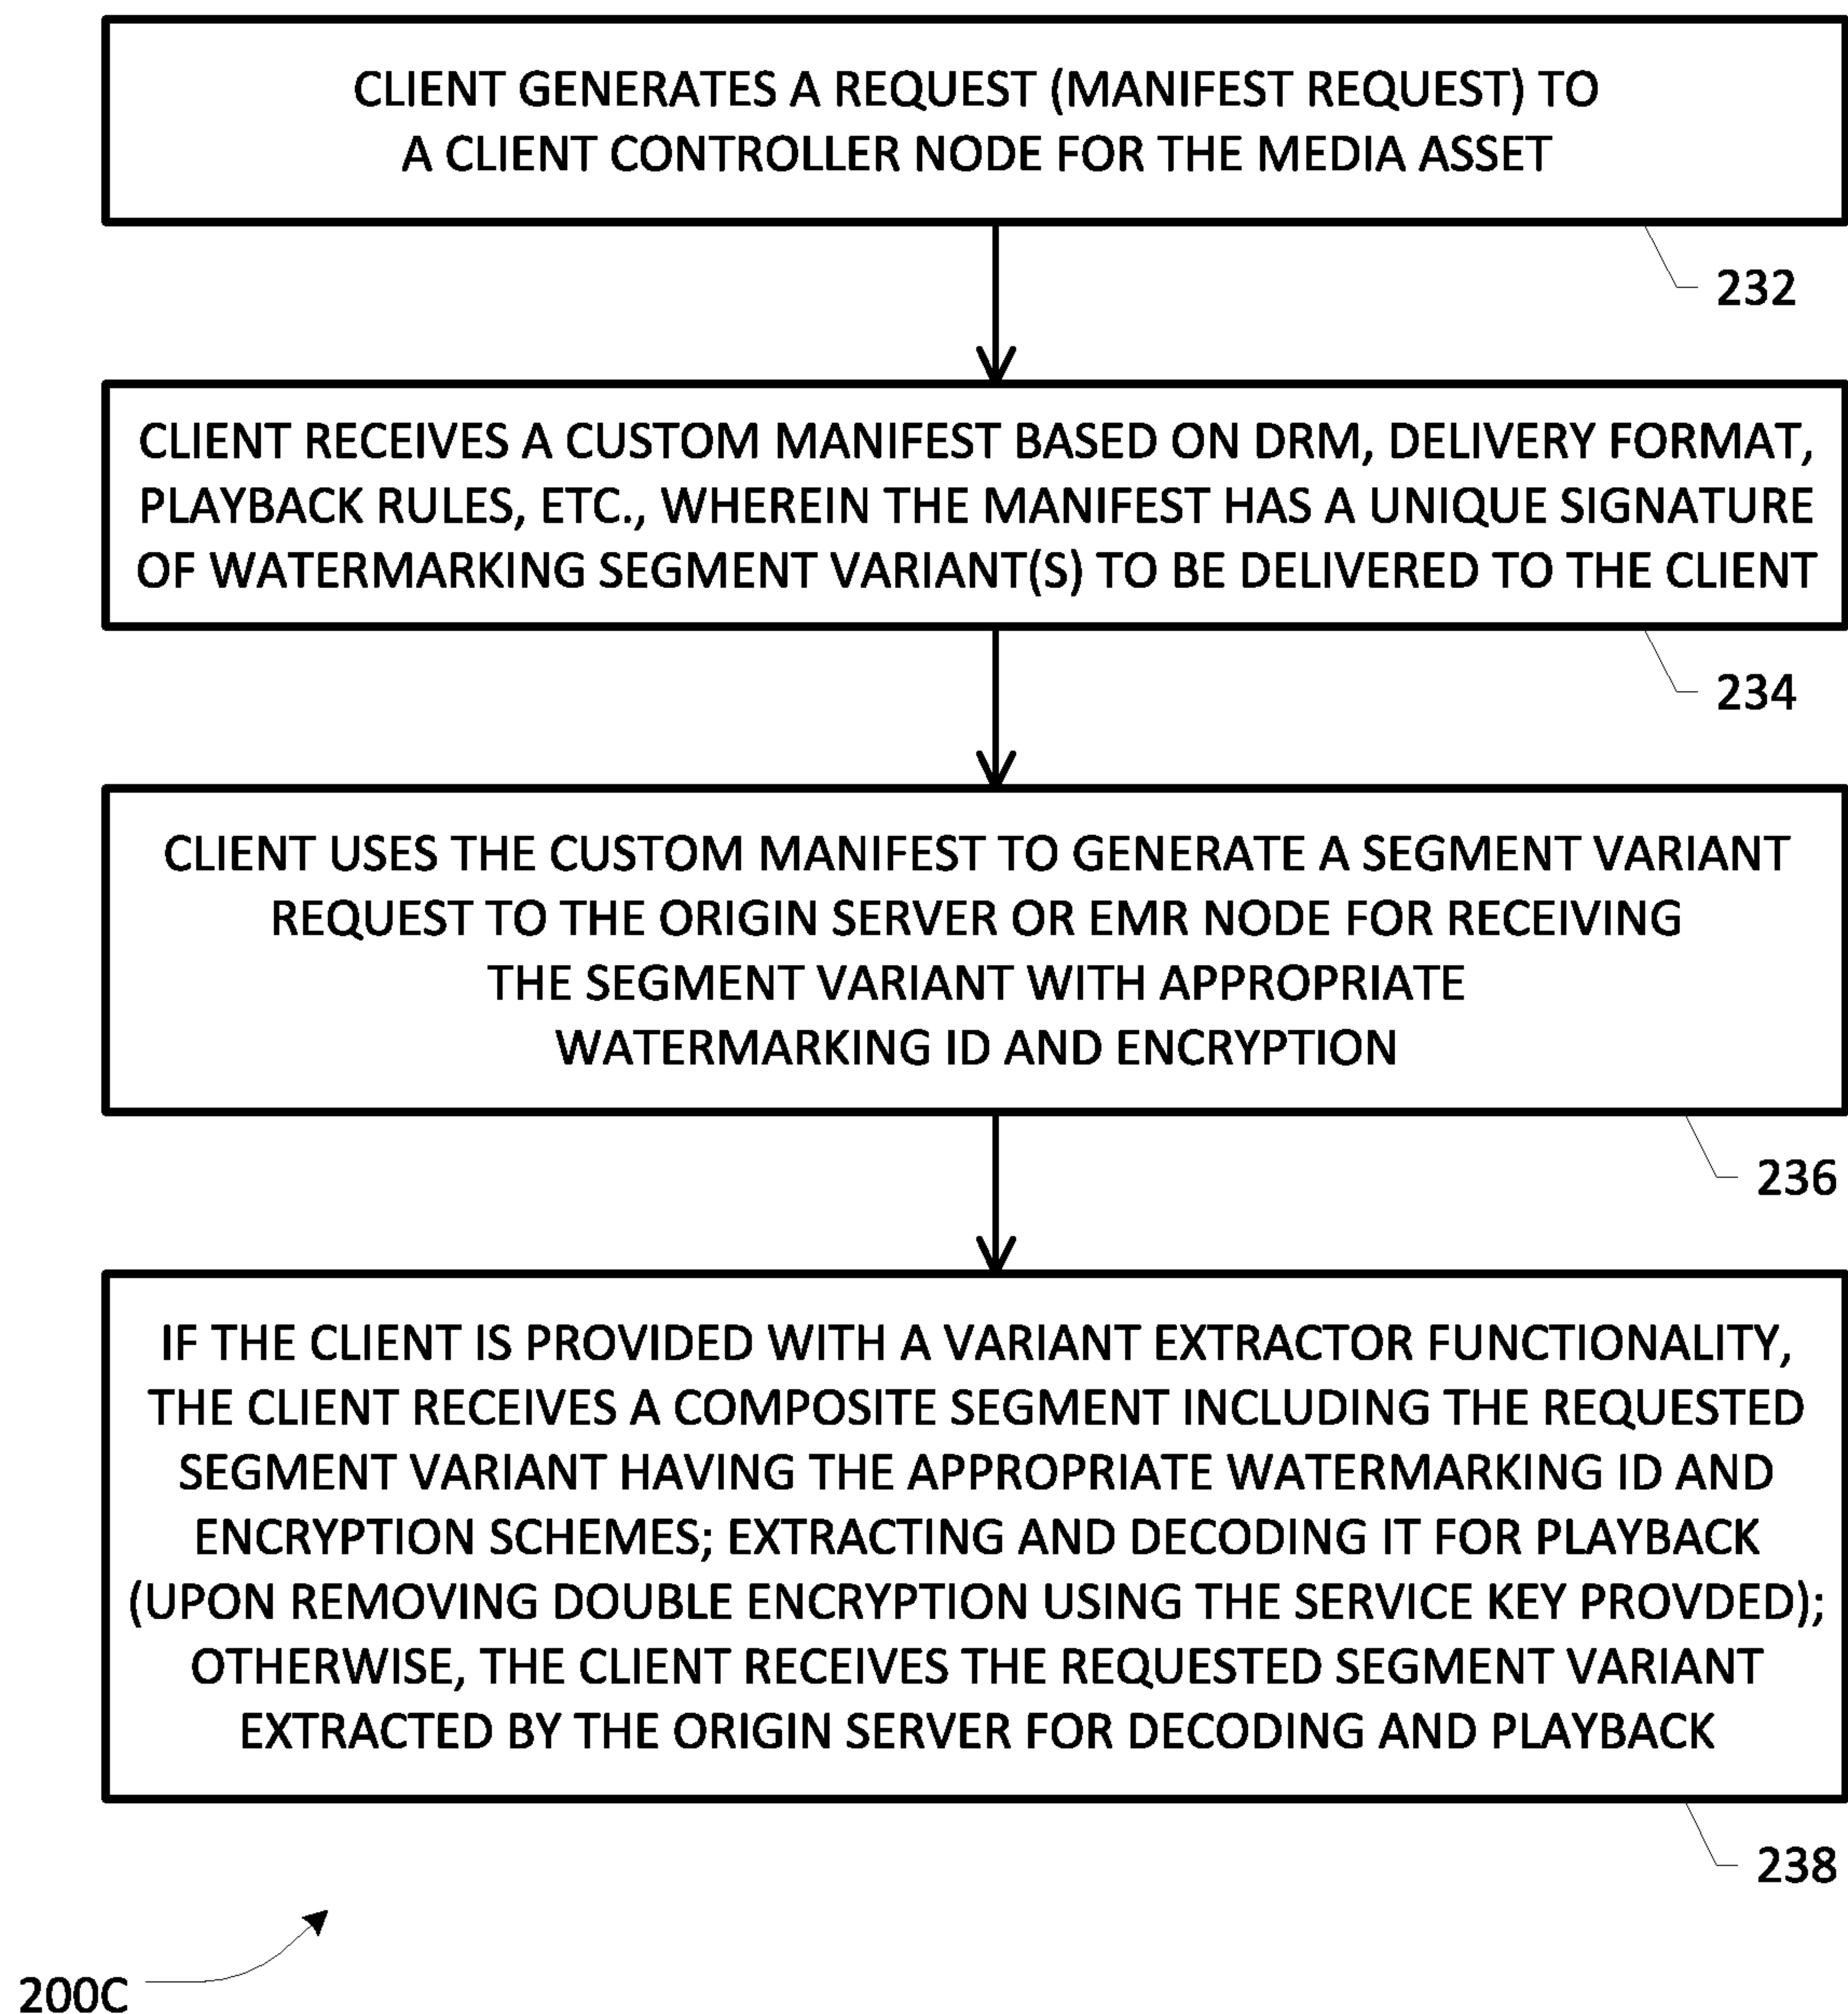 CLIENT GENERATES A REQUEST (MANIFEST REQUEST) TO
A CLIENT CONTROLLER NODE FOR THE MEDIA ASSET
232
CLIENT RECEIVES A CUSTOM MANIFEST BASED ON DRM, DELIVERY FORMAT,
PLAYBACK RULES, ETC., WHEREIN THE MANIFEST HAS A UNIQUE SIGNATURE
OF WATERMARKING SEGMENT VARIANT(S) TO BE DELIVERED TO THE CLIENT
234
CLIENT USES THE CUSTOM MANIFEST TO GENERATE A SEGMENT VARIANT
REQUEST TO THE ORIGIN SERVER OR EMR NODE FOR RECEIVING
THE SEGMENT VARIANT WITH APPROPRIATE
WATERMARKING ID AND ENCRYPTION
236
IF THE CLIENT IS PROVIDED WITH A VARIANT EXTRACTOR FUNCTIONALITY,
THE CLIENT RECEIVES A COMPOSITE SEGMENT INCLUDING THE REQUESTED
SEGMENT VARIANT HAVING THE APPROPRIATE WATERMARKING ID AND
ENCRYPTION SCHEMES; EXTRACTING AND DECODING IT FOR PLAYBACK
(UPON REMOVING DOUBLE ENCRYPTION USING THE SERVICE KEY PROVDED);
OTHERWISE, THE CLIENT RECEIVES THE REQUESTED SEGMENT VARIANT
EXTRACTED BY THE ORIGIN SERVER FOR DECODING AND PLAYBACK
238
200C